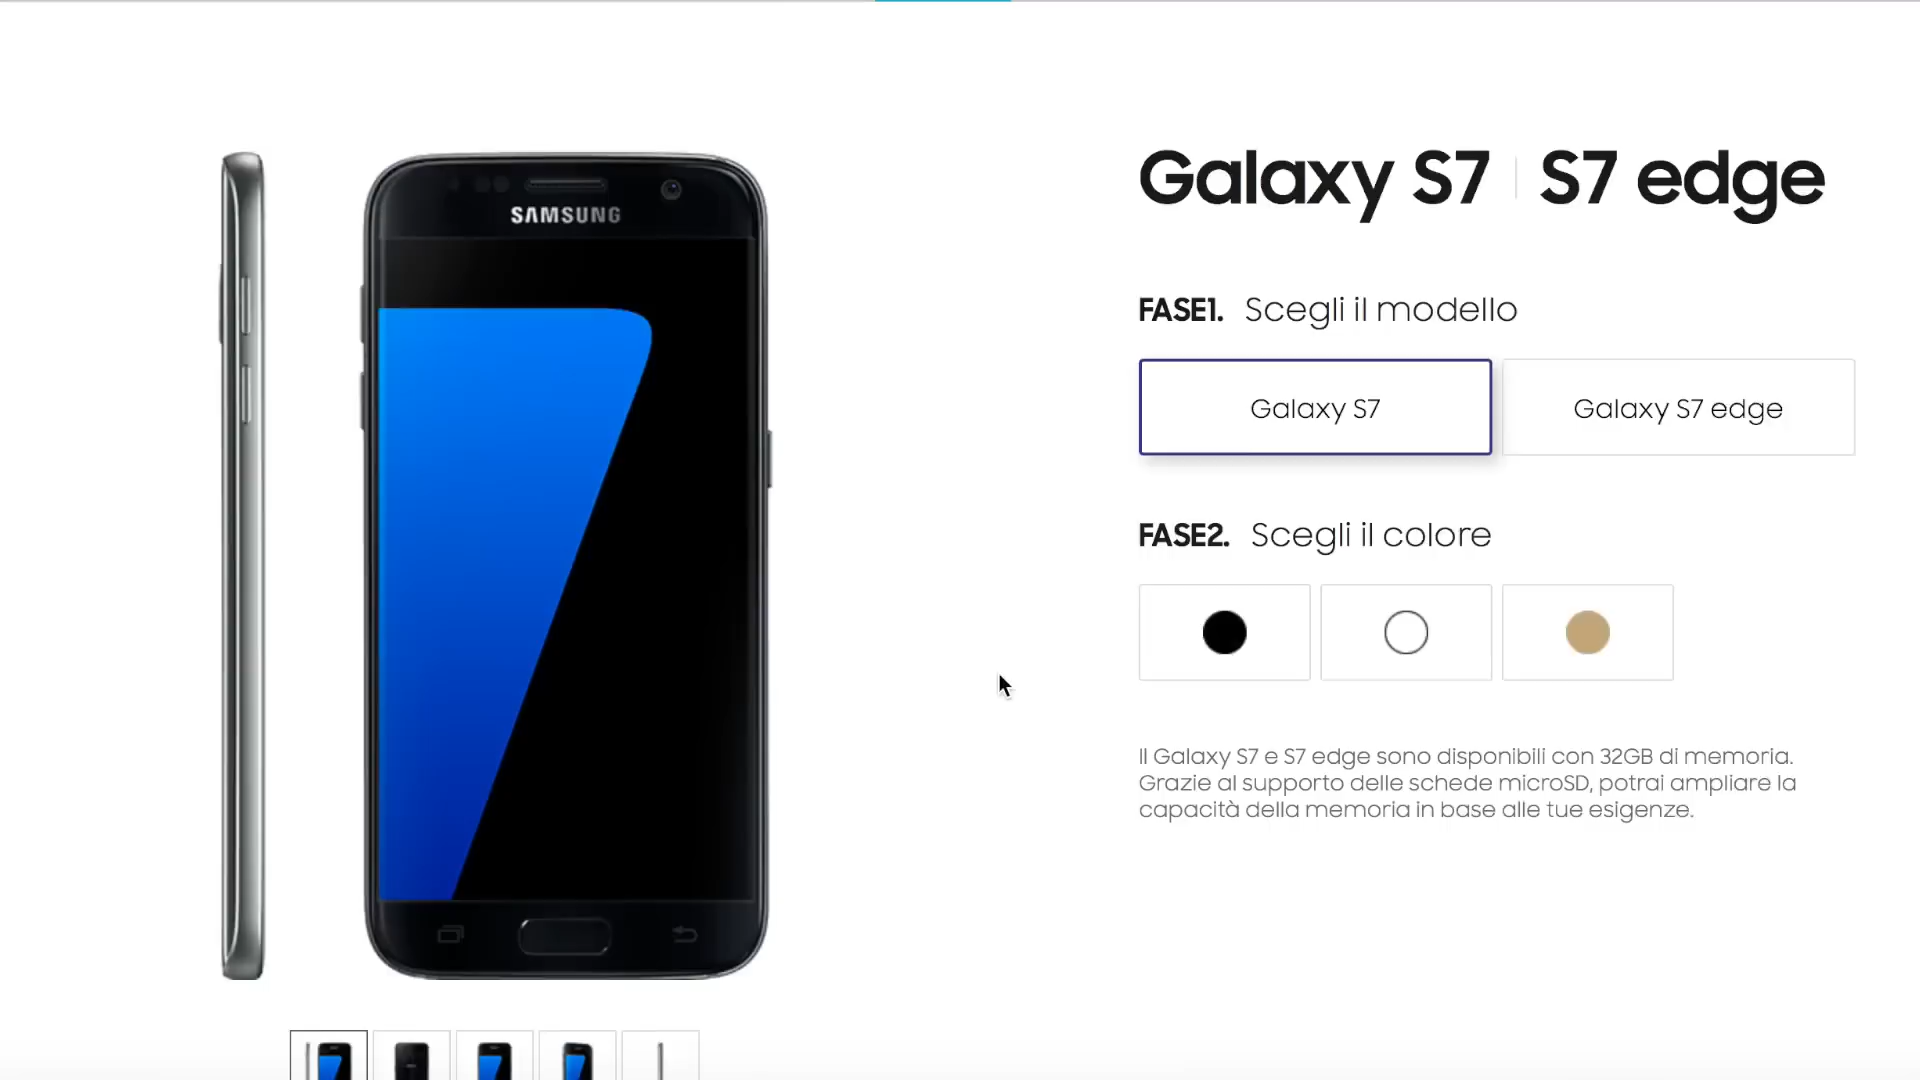 SAMSUNG
Galaxy S7 | S7 edge
FASE1. Scegli il modello
Galaxy S7
Galaxy S7 edge
FASE2. Scegli il colore
Il Galaxy S7 e S7 edge sono disponibili con 32GB di memoria.
Grazie al supporto delle schede microSD, potrai ampliare la
capacità della memoria in base alle tue esigenze.